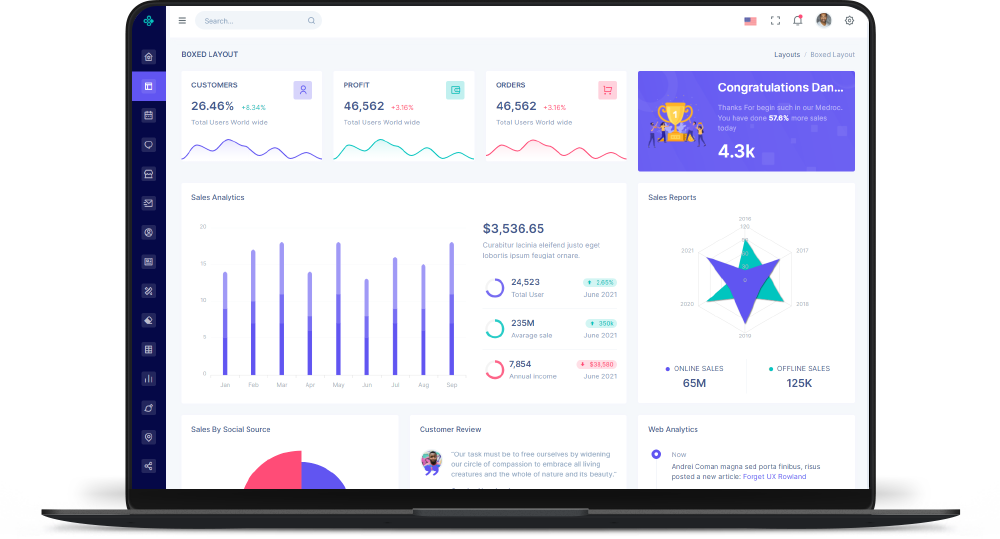 Search...
BOXED LAYOUT
Layouts / Boxed Layout
CUSTOMERS
26.46% +8.34%
Total Users World wide
PROFIT
46,562 +3.16%
Total Users World wide
ORDERS
46,562 +3.16%
Total Users World wide
Congratulations Dan...
Thanks For begin such in our Medroc.
You have done 57.6% more sales
today
4.3k
1
Sales Analytics
20
15
10
5
0
Jan Feb Mar Apr May Jun Jul Aug Sep
$3,536.65
Curabitur lacinia eleifend justo eget
lobortis ipsum feugiat ornare.
24,523 2.65%
Total User June 2021
235M 350k
Avarage sale June 2021
7,854 $38,580
Annual income June 2021
Sales Reports
2016
120
2021 2017
0
2020 2018
2019
ONLINE SALES OFFLINE SALES
65M 125K
Sales By Social Source
Customer Review
"Our task must be to free ourselves by widening
our circle of compassion to embrace all living
creatures and the whole of nature and its beauty."
Web Analytics
Now
Andrei Coman magna sed porta finibus, risus
posted a new article: Forget UX Rowland